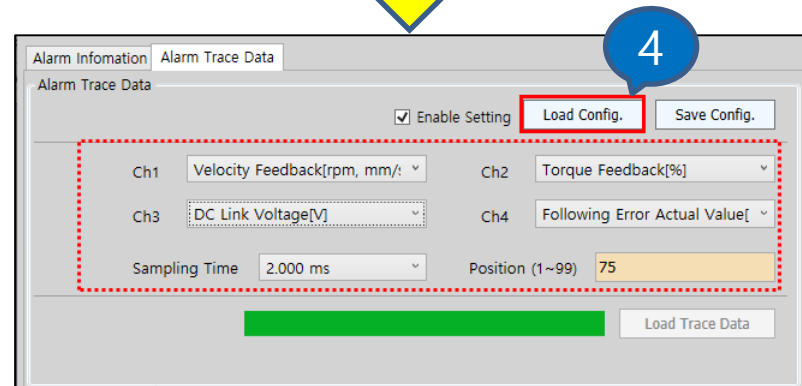 4
Alarm Infomation Alarm Trace Data
Alarm Trace Data
Enable Setting Load Config. Save Config.
Ch1 Velocity Feedback[rpm, mm/s Ch2 Torque Feedback[%]
Ch3 DC Link Voltage[V] Ch4 Following Error Actual Value[
Sampling Time 2.000 ms Position (1~99) 75
Load Trace Data